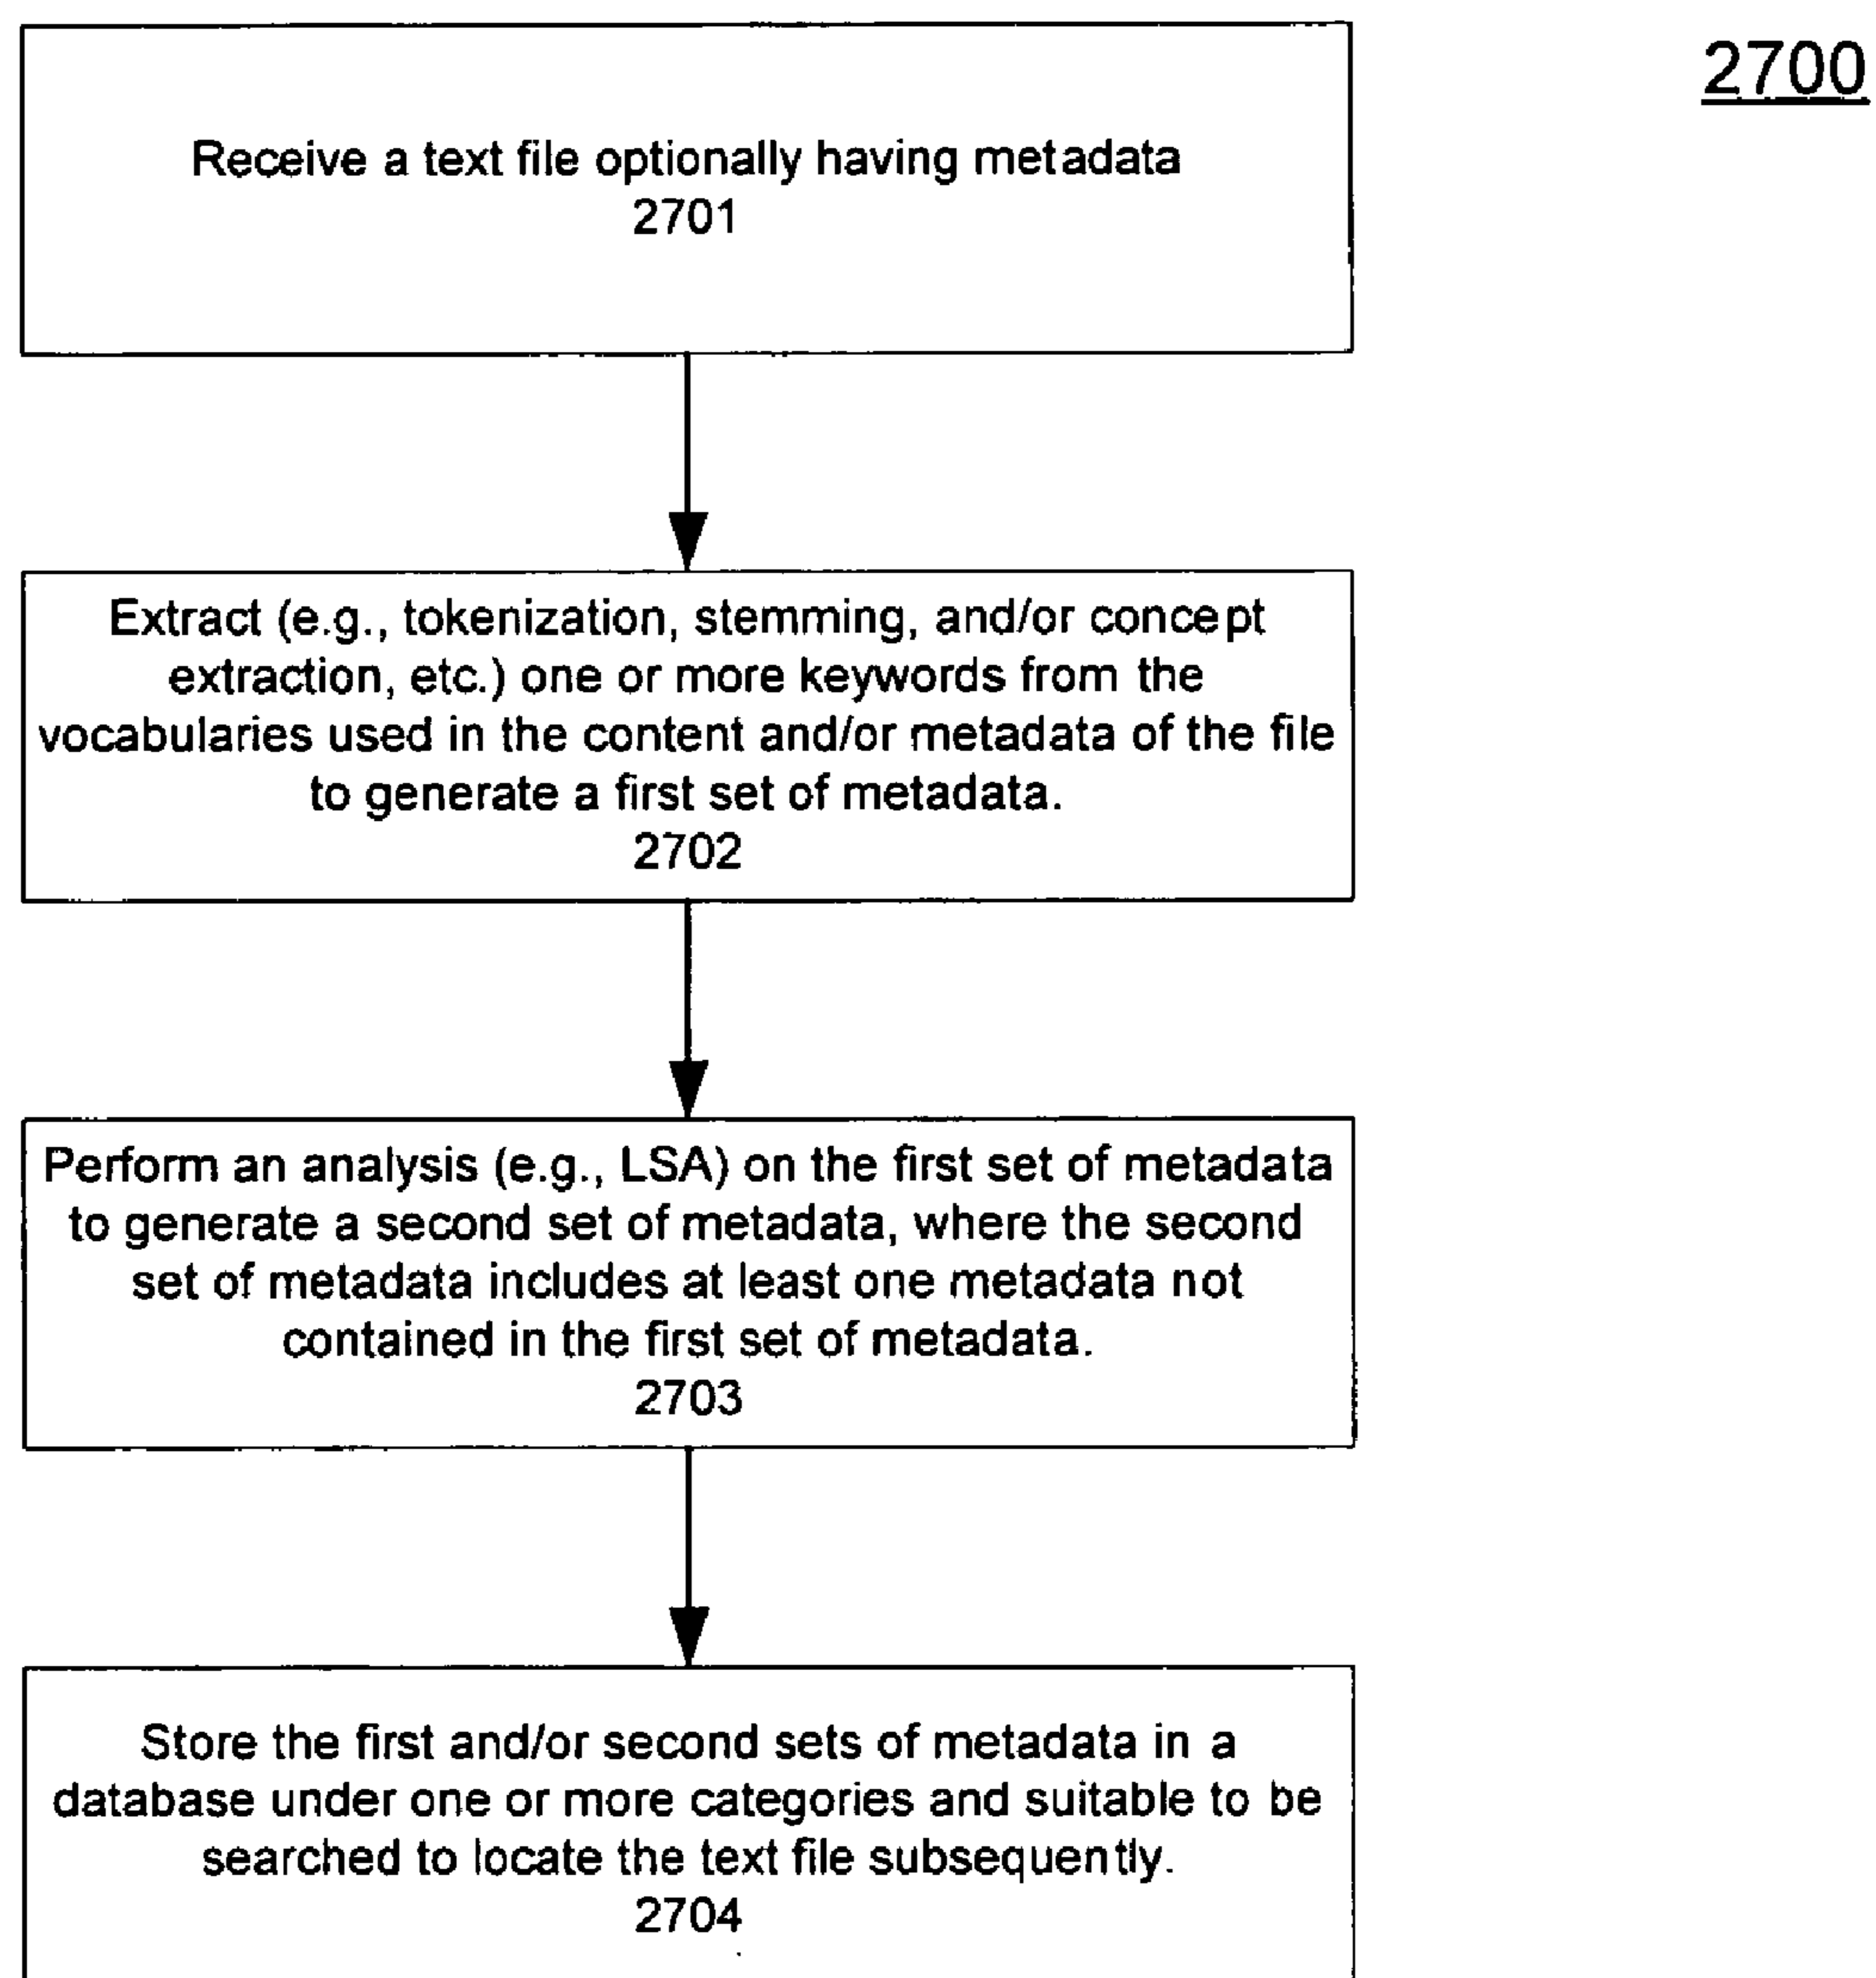 2700
Receive a text file optionally having metadata
2701
Extract (e.g., tokenization, stemming, and/or concept
extraction, etc.) one or more keywords from the
vocabularies used in the content and/or metadata of the file
to generate a first set of metadata.
2702
Perform an analysis (e.g., LSA) on the first set of metadata
to generate a second set of metadata, where the second
set of metadata includes at least one metadata not
contained in the first set of metadata.
2703
Store the first and/or second sets of metadata in a
database under one or more categories and suitable to be
searched to locate the text file subsequently.
2704